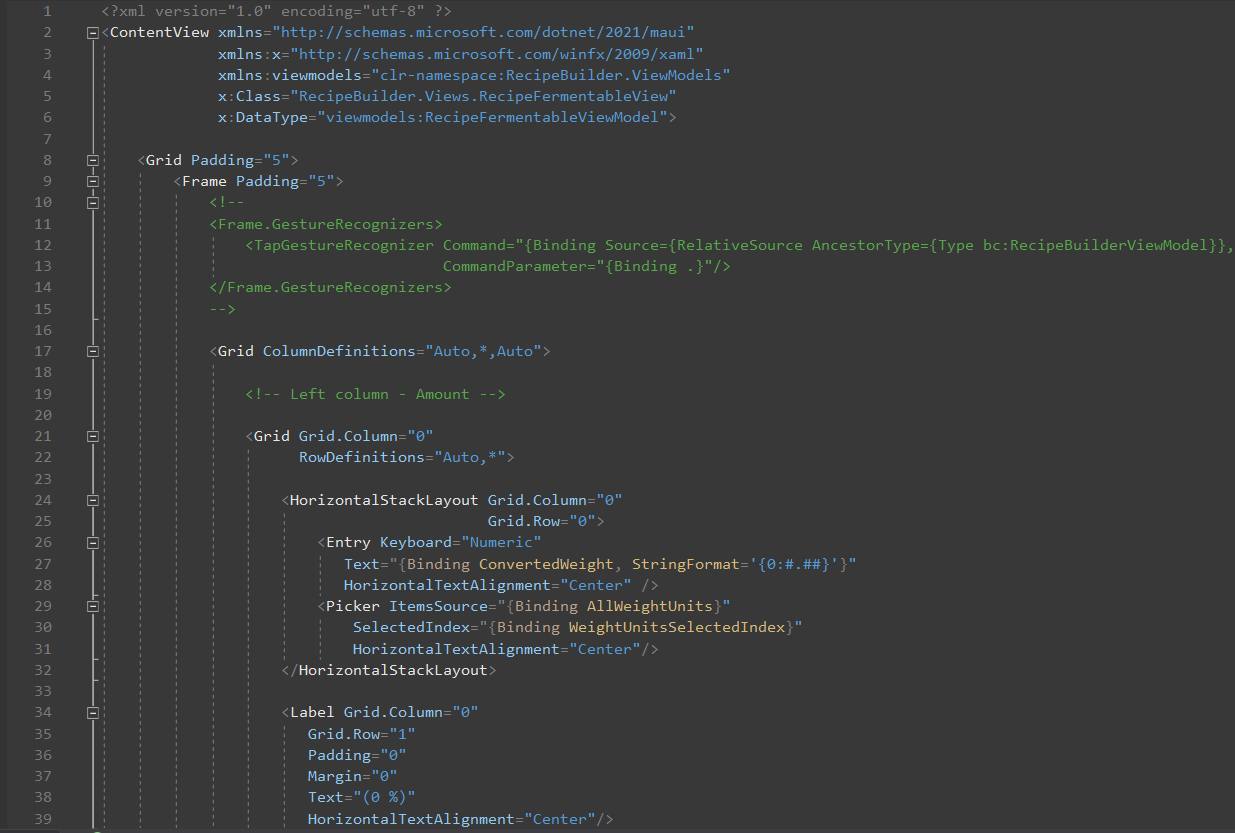 1 <?xml version="1.0" encoding="utf-8" ?>
2 <ContentView xmlns="http://schemas.microsoft.com/dotnet/2021/maui"
3 xmlns:x="http://schemas.microsoft.com/winfx/2009/xaml"
4 xmlns:viewmodels="clr-namespace:RecipeBuilder.ViewModels"
5 x:Class="RecipeBuilder.Views.RecipeFermentableView"
6 x:DataType="viewmodels:RecipeFermentableViewModel">
7
8 <Grid Padding="5">
9 <Frame Padding="5">
10 <!--
11 <Frame.GestureRecognizers>
12 <TapGestureRecognizer Command="{Binding Source={RelativeSource AncestorType={Type bc:RecipeBuilderViewModel}},
13 CommandParameter="{Binding .}"/>
14 </Frame.GestureRecognizers>
15 -->
16
17 <Grid ColumnDefinitions="Auto,*,Auto">
18
19 <!-- Left column - Amount -->
20
21 <Grid Grid.Column="0"
22 RowDefinitions="Auto,*">
23
24 <HorizontalStackLayout Grid.Column="0"
25 Grid.Row="0">
26 <Entry Keyboard="Numeric"
27 Text="{Binding ConvertedWeight, StringFormat='{0:#.##}'}"
28 HorizontalTextAlignment="Center" />
29 <Picker ItemsSource="{Binding AllWeightUnits}"
30 SelectedIndex="{Binding WeightUnitsSelectedIndex}"
31 HorizontalTextAlignment="Center"/>
32 </HorizontalStackLayout>
33
34 <Label Grid.Column="0"
35 Grid.Row="1"
36 Padding="0"
37 Margin="0"
38 Text="(0 %)"
39 HorizontalTextAlignment="Center"/>